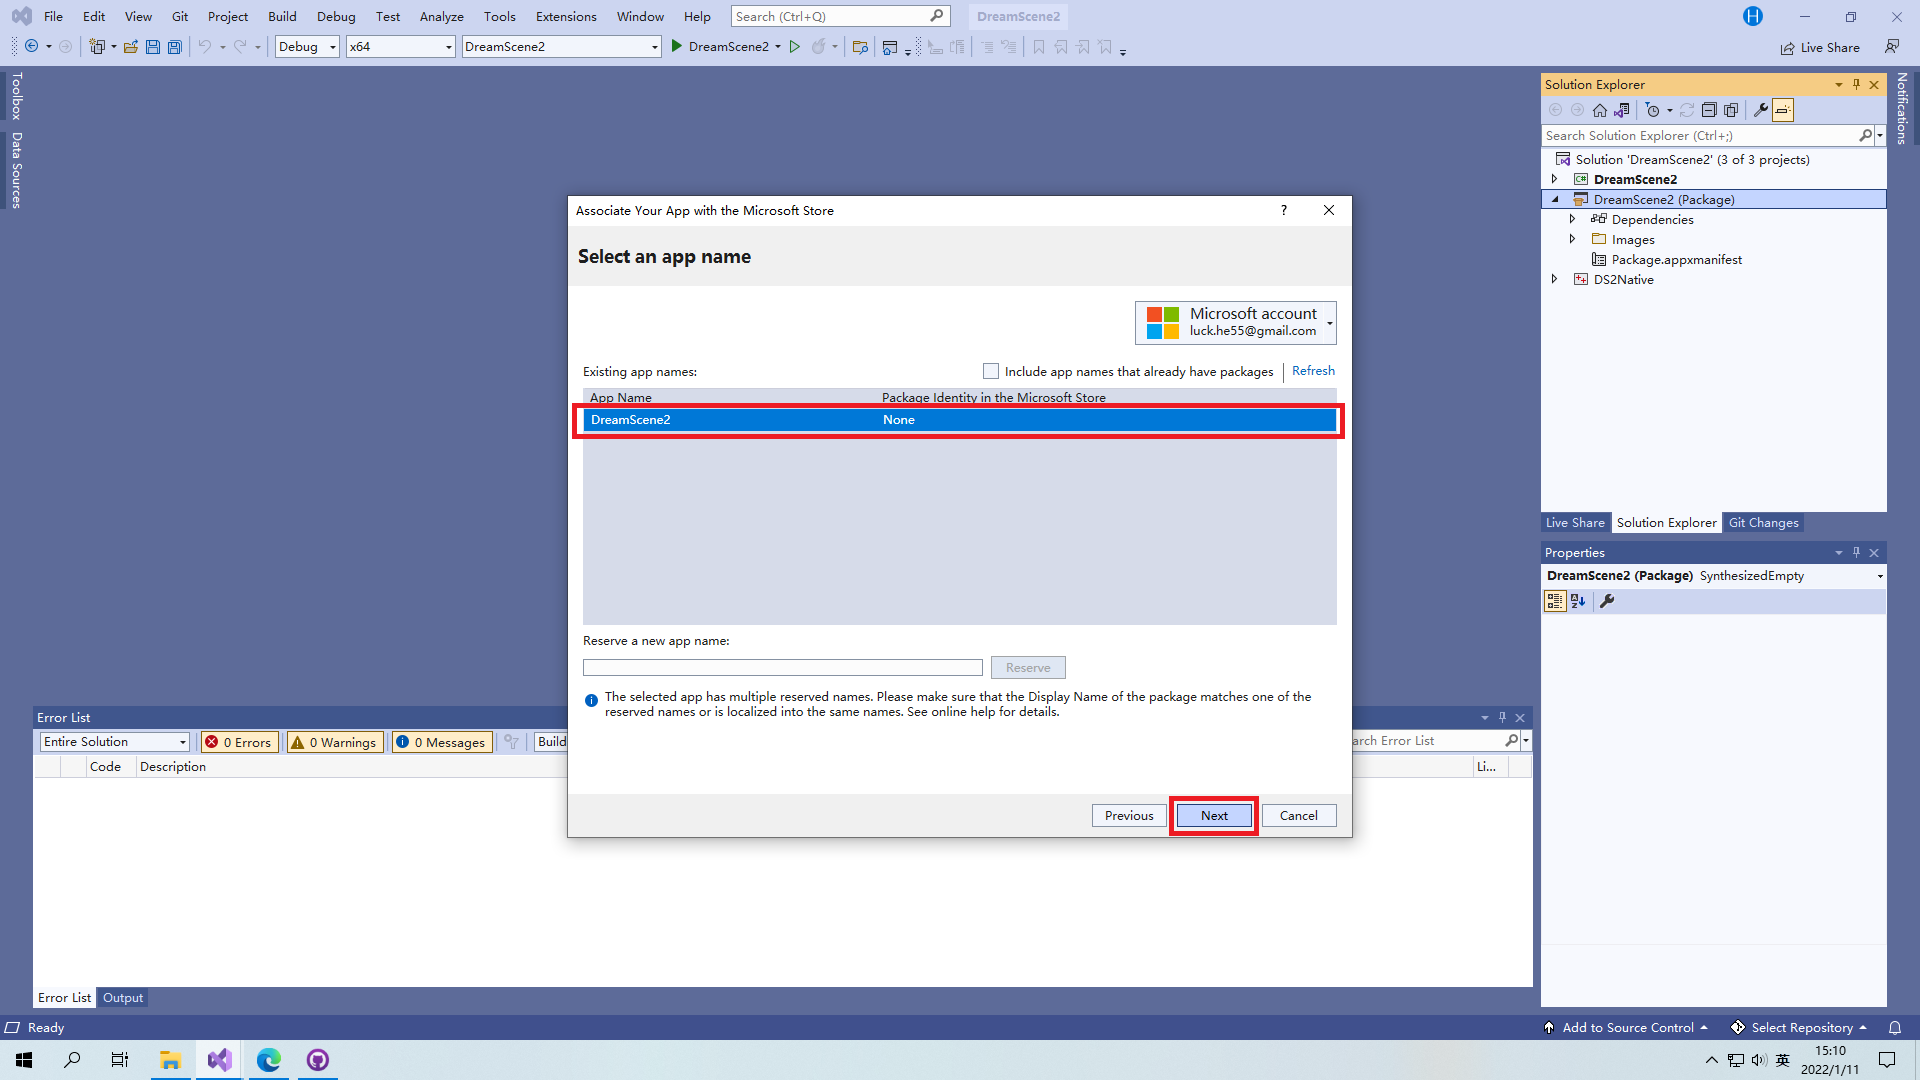 File Edit View Git Project Build Debug Test Analyze Tools Extensions Window Help Search (Ctrl+Q) DreamScene2 H
Debug x64 DreamScene2 DreamScene2 Live Share
Toolbox
Data Sources
Notifications
Solution Explorer
Search Solution Explorer (Ctrl+;)
Solution 'DreamScene2' (3 of 3 projects)
C# DreamScene2
DreamScene2 (Package)
Dependencies
Images
Package.appxmanifest
DS2Native
Live Share Solution Explorer Git Changes
Properties
DreamScene2 (Package) SynthesizedEmpty
Associate Your App with the Microsoft Store ?
Select an app name
Microsoft account
luck.he55@gmail.com
Existing app names: Include app names that already have packages Refresh
App Name Package Identity in the Microsoft Store
DreamScene2 None
Reserve a new app name:
Reserve
The selected app has multiple reserved names. Please make sure that the Display Name of the package matches one of the
reserved names or is localized into the same names. See online help for details.
Previous Next Cancel
Error List
Entire Solution 0 Errors 0 Warnings 0 Messages Build arch Error List
Code Description Li...
Error List Output
Ready Add to Source Control Select Repository
英 15:10
2022/1/11